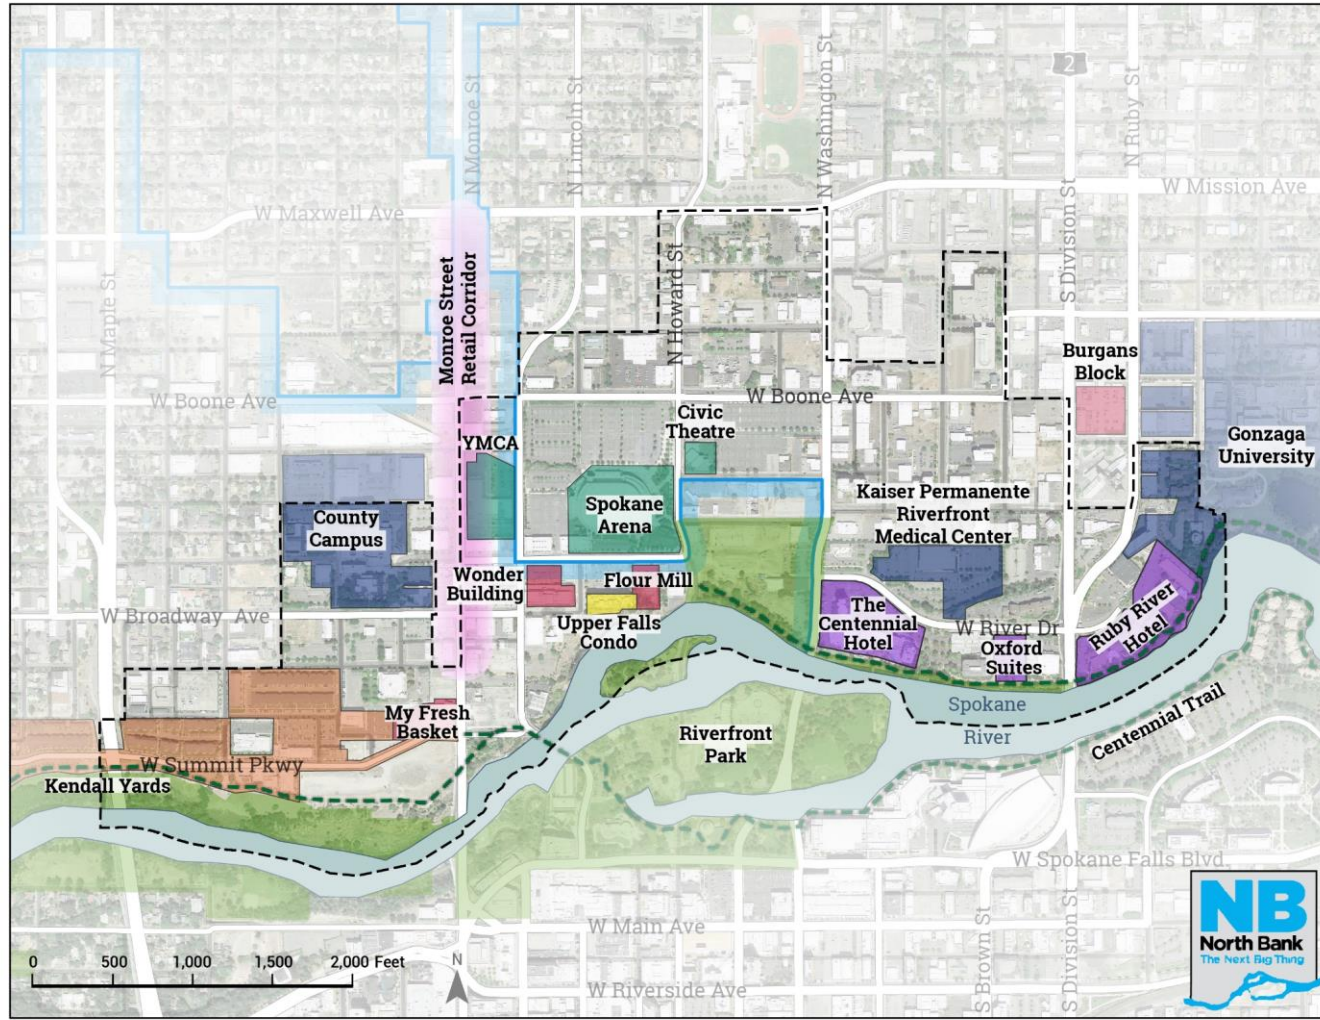 2
N Monroe St
N Lincoln St
N Washington St
N Ruby St
W Mission Ave
W Maxwell Ave
N Maple St
Monroe Street
Retail Corridor
N Howard St
S Division St
Burgans
Block
W Boone Ave
W Boone Ave
Civic
Theatre
YMCA
Gonzaga
University
Kaiser Permanente
Riverfront
Medical Center
Spokane
Arena
County
Campus
Wonder
Building
Flour Mill
Upper Falls
Condo
The
Centennial
Hotel
W Broadway Ave
W River Dr
Oxford
Suites
Ruby River
Hotel
My Fresh
Basket
Spokane
River
Centennial Trail
Riverfront
Park
W Summit Pkwy
Kendall Yards
W Spokane Falls Blvd.
W Main Ave
S Brown St
S Division St
W Riverside Ave
0 500 1,000 1,500 2,000 Feet
N
NB
North Bank
The Next Big Thing